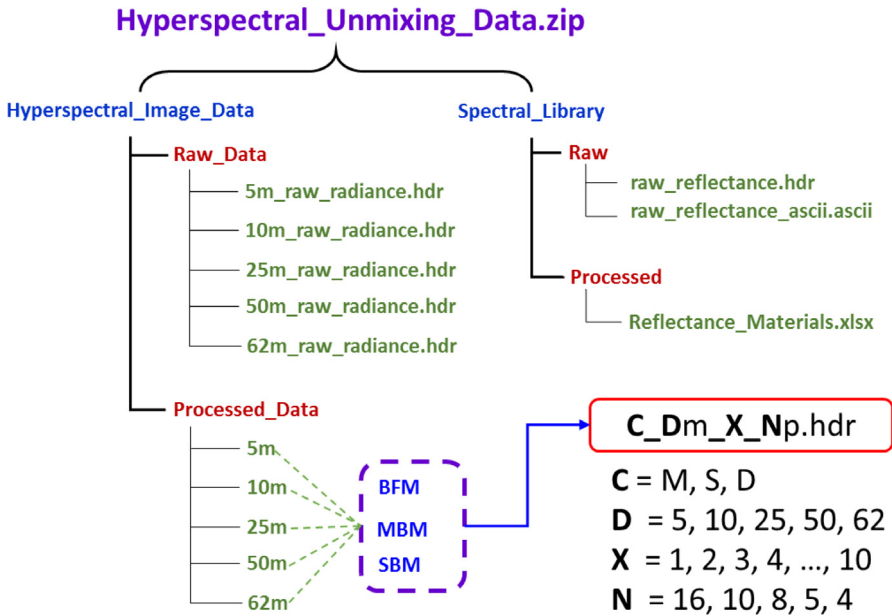 Hyperspectral_Unmixing_Data.zip
Hyperspectral_Image_Data
Raw_Data
5m_raw_radiance.hdr
10m_raw_radiance.hdr
25m_raw_radiance.hdr
50m_raw_radiance.hdr
62m_raw_radiance.hdr
Processed_Data
5m
10m
25m
50m
62m
BFM
MBM
SBM
Spectral_Library
Raw
raw_reflectance.hdr
raw_reflectance_ascii.ascii
Processed
Reflectance_Materials.xlsx
C_Dm_X_Np.hdr
C = M, S, D
D = 5, 10, 25, 50, 62
X = 1, 2, 3, 4, ..., 10
N = 16, 10, 8, 5, 4